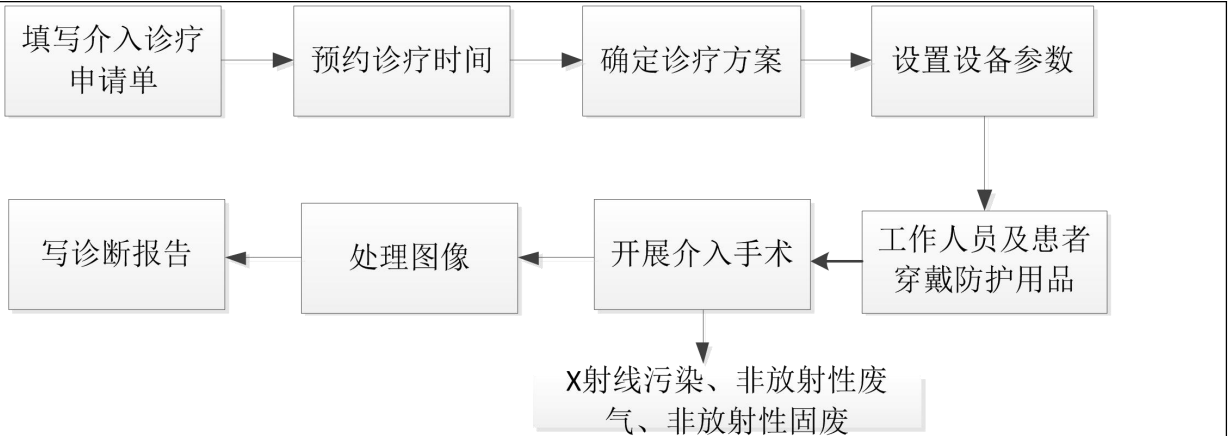 填写介入诊疗
申请单
预约诊疗时间
确定诊疗方案
设置设备参数
工作人员及患者
穿戴防护用品
开展介入手术
处理图像
写诊断报告
X射线污染、非放射性废
气、非放射性固废